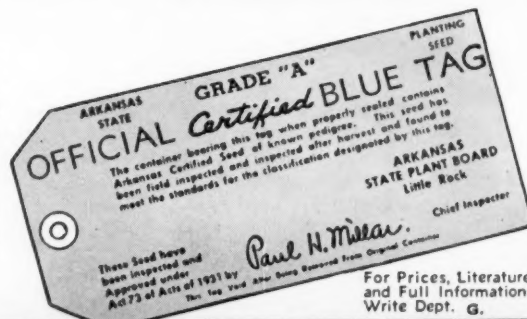 ARKANSAS
STATE
GRADE "A"
PLANTING
SEED
OFFICIAL Certified BLUE TAG
The container bearing this tag when properly sealed contains
Arkansas Certified Seed of known pedigree. This seed has
been field inspected and inspected after harvest and found to
meet the standards for the classification designated by this tag.
ARKANSAS
STATE PLANT BOARD
Little Rock
These Seed have
been inspected and
Approved under
Act 73 of Acts of 1931 by
Paul H. Millar.
Chief Inspector
This Tag Void After Being Removed From Original Container
For Prices, Literature
and Full Information
Write Dept. G.